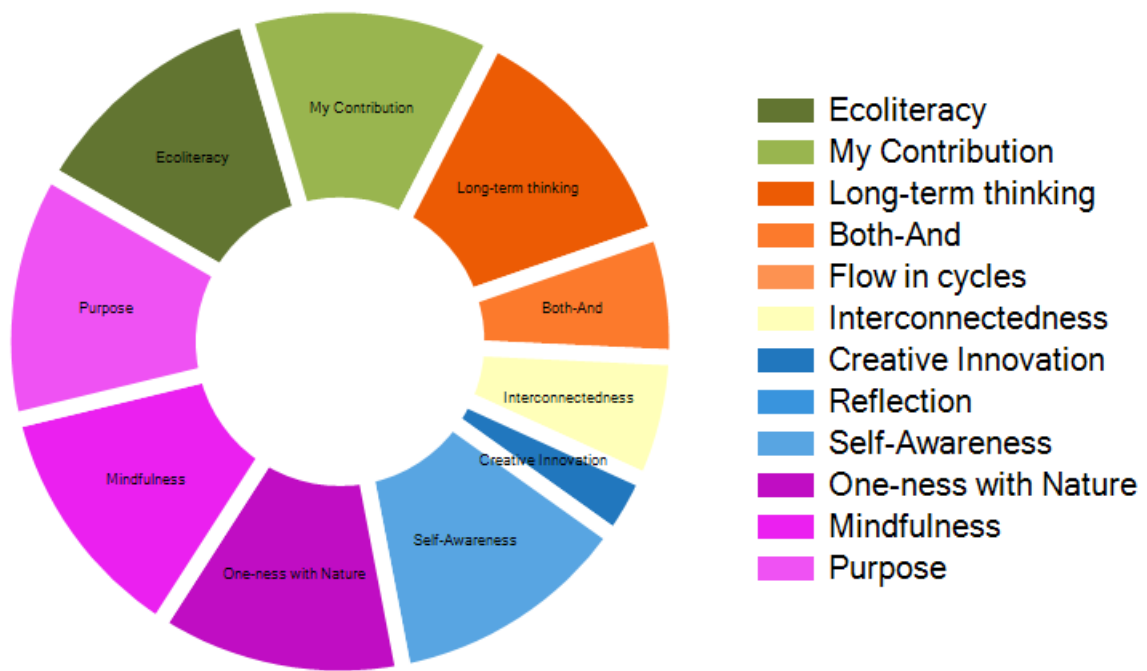 My Contribution
Ecoliteracy
Long-term thinking
Purpose
Both-And
Interconnectedness
Creative Innovation
Mindfulness
Self-Awareness
One-ness with Nature
Ecoliteracy
My Contribution
Long-term thinking
Both-And
Flow in cycles
Interconnectedness
Creative Innovation
Reflection
Self-Awareness
One-ness with Nature
Mindfulness
Purpose